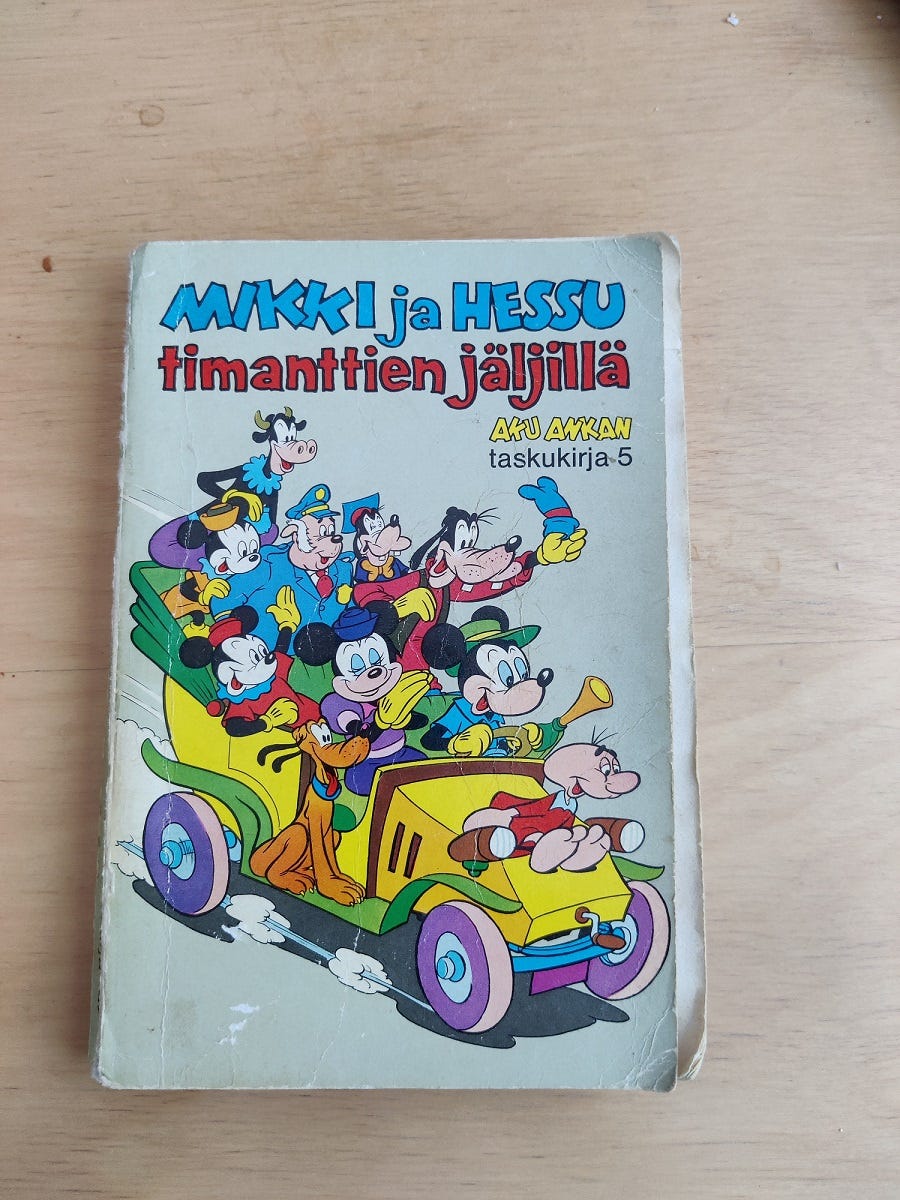 MIKKI ja HESSU
timanttien jäljillä
AKU ANKAN
taskukirja 5